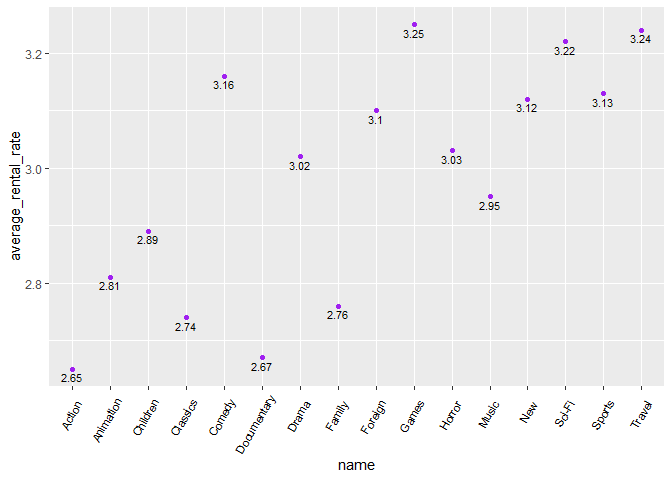 average_rental_rate
3.2
3.0
2.8
2.65
2.81
2.89
2.74
3.16
2.67
3.02
2.76
3.1
3.25
3.03
2.95
3.12
3.22
3.13
3.24
Action
Animation
Children
Classics
Comedy
Documentary
Drama
Family
Foreign
Games
Horror
Music
New
Sci-Fi
Sports
Travel
name